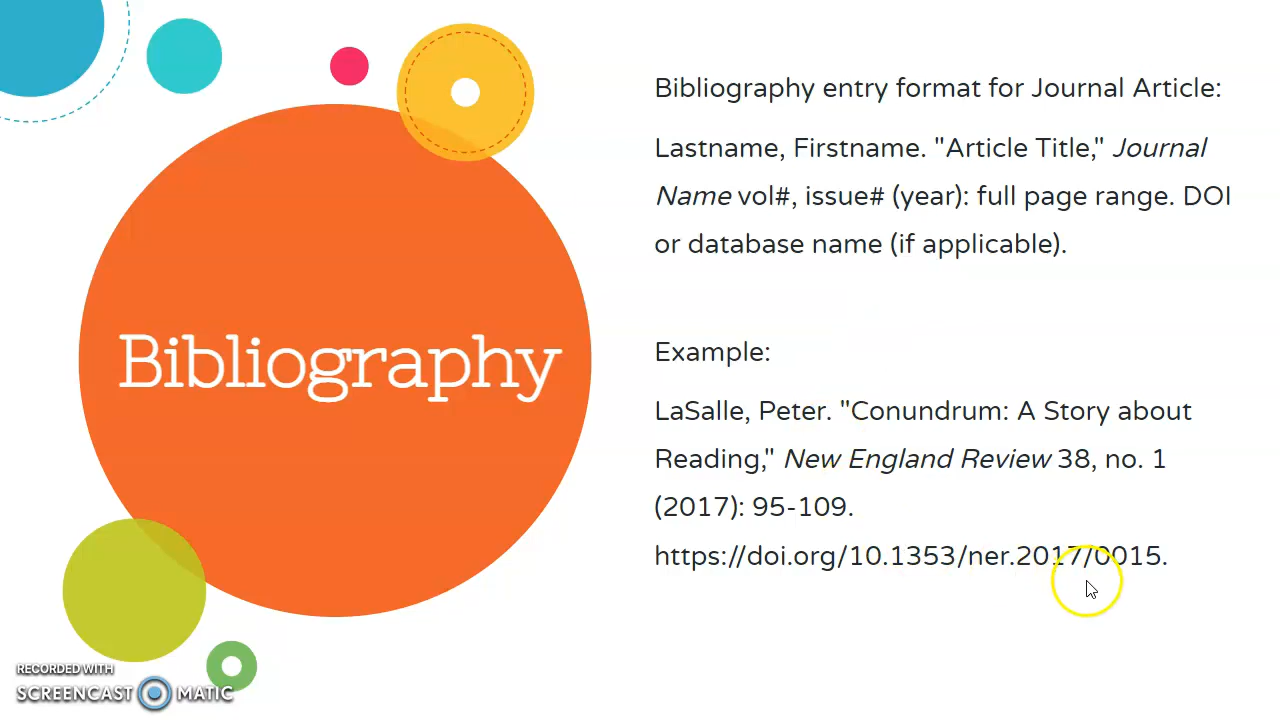 Bibliography
Bibliography entry format for Journal Article:
Lastname, Firstname. "Article Title," Journal
Name vol#, issue# (year): full page range. DOI
or database name (if applicable).
Example:
LaSalle, Peter. "Conundrum: A Story about
Reading," New England Review 38, no. 1
(2017): 95-109.
https://doi.org/10.1353/ner.2017/0015.
RECORDED WITH
SCREENCAST MATIC